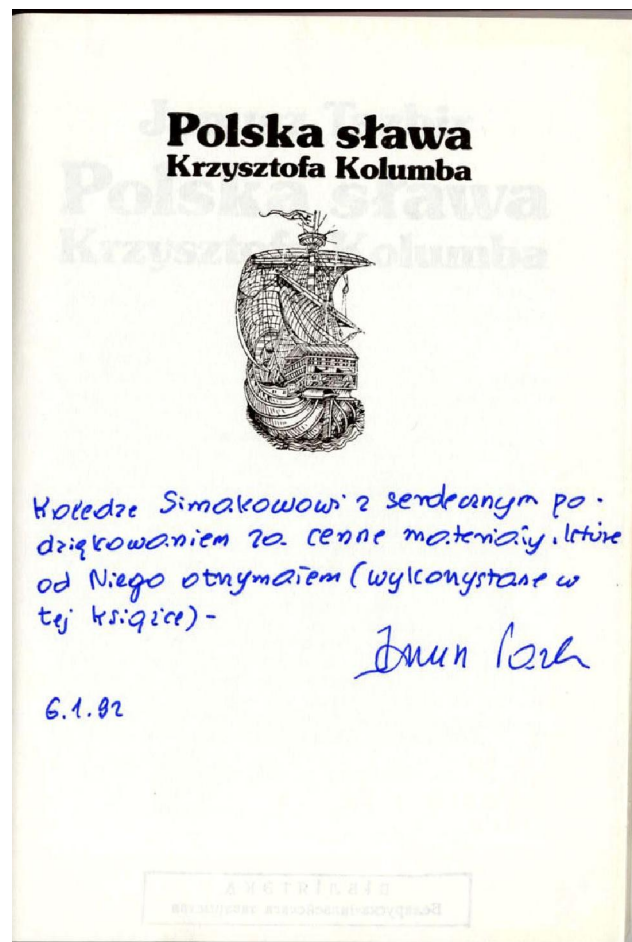 Polska sława
Krzysztofa Kolumba
Koledze Simakowowi z serdecznym po-
dziękowaniem za cenne materiały, które
od Niego otrzymałem (wykorzystane w
tej książce) -
6.1.92